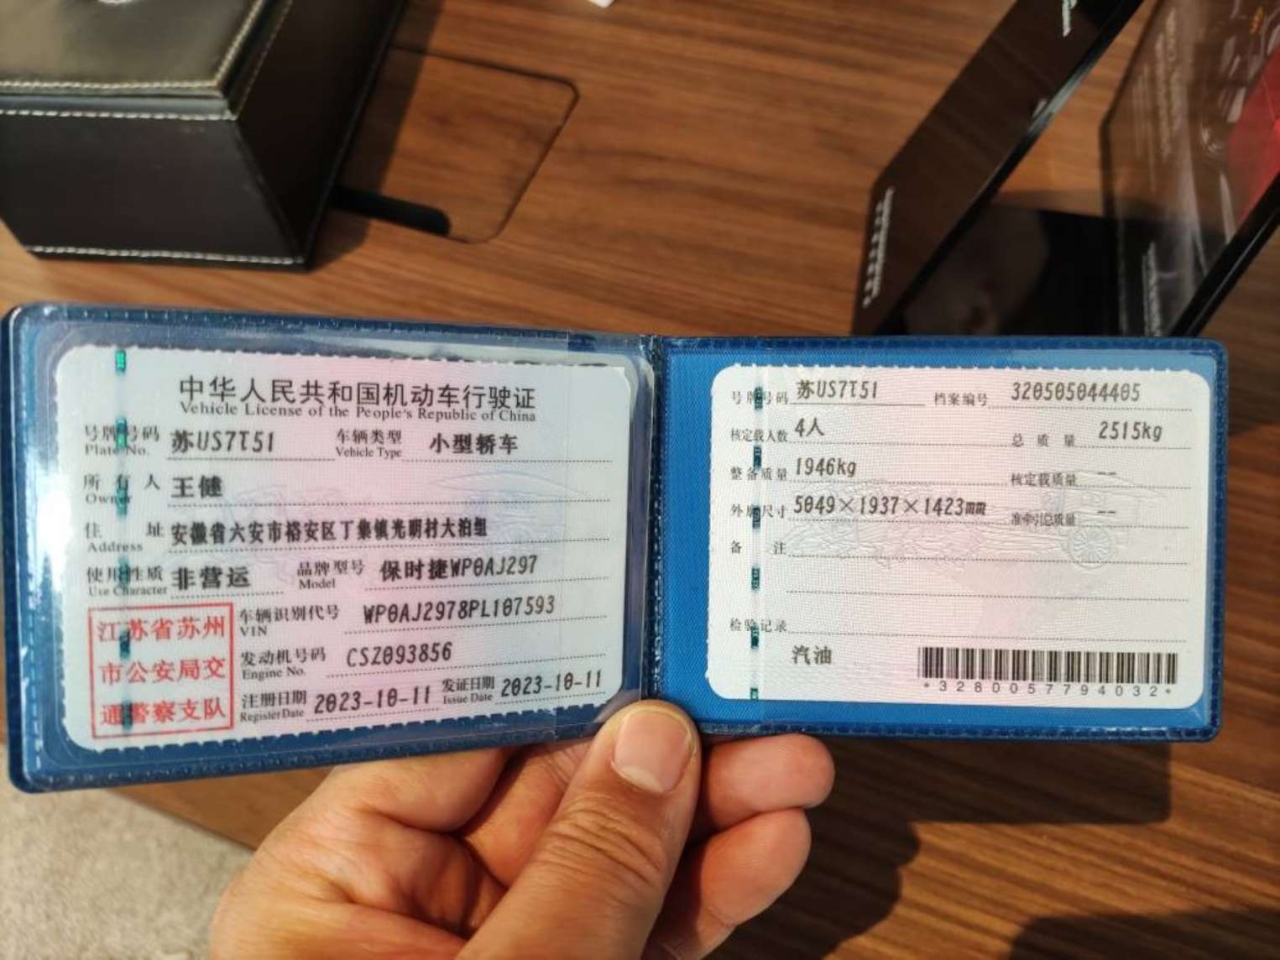 中华人民共和国机动车行驶证
Vehicle License of the People's Republic of China
号牌号码 苏US7T51 车辆类型 小型轿车
Plate No. Vehicle Type
所有人 王健
Owner
住址 安徽省六安市裕安区丁集镇光明村大泊组
Address
使用性质 非营运 品牌型号 保时捷WP0AJ297
Use Character Model
江苏省苏州
市公安局交
通警察支队
车辆识别代号 WP0AJ2978PL107593
VIN
发动机号码 CSZ093856
Engine No.
注册日期 2023-10-11 发证日期 2023-10-11
Register Date Issue Date
号牌号码 苏US7T51 档案编号 320505044405
核定载人数 4人 总质量 2515kg
整备质量 1946kg 核定载质量 --
外廓尺寸 5049×1937×1423mm 准牵引总质量 --
备注
检验记录
汽油
*3280057794032*